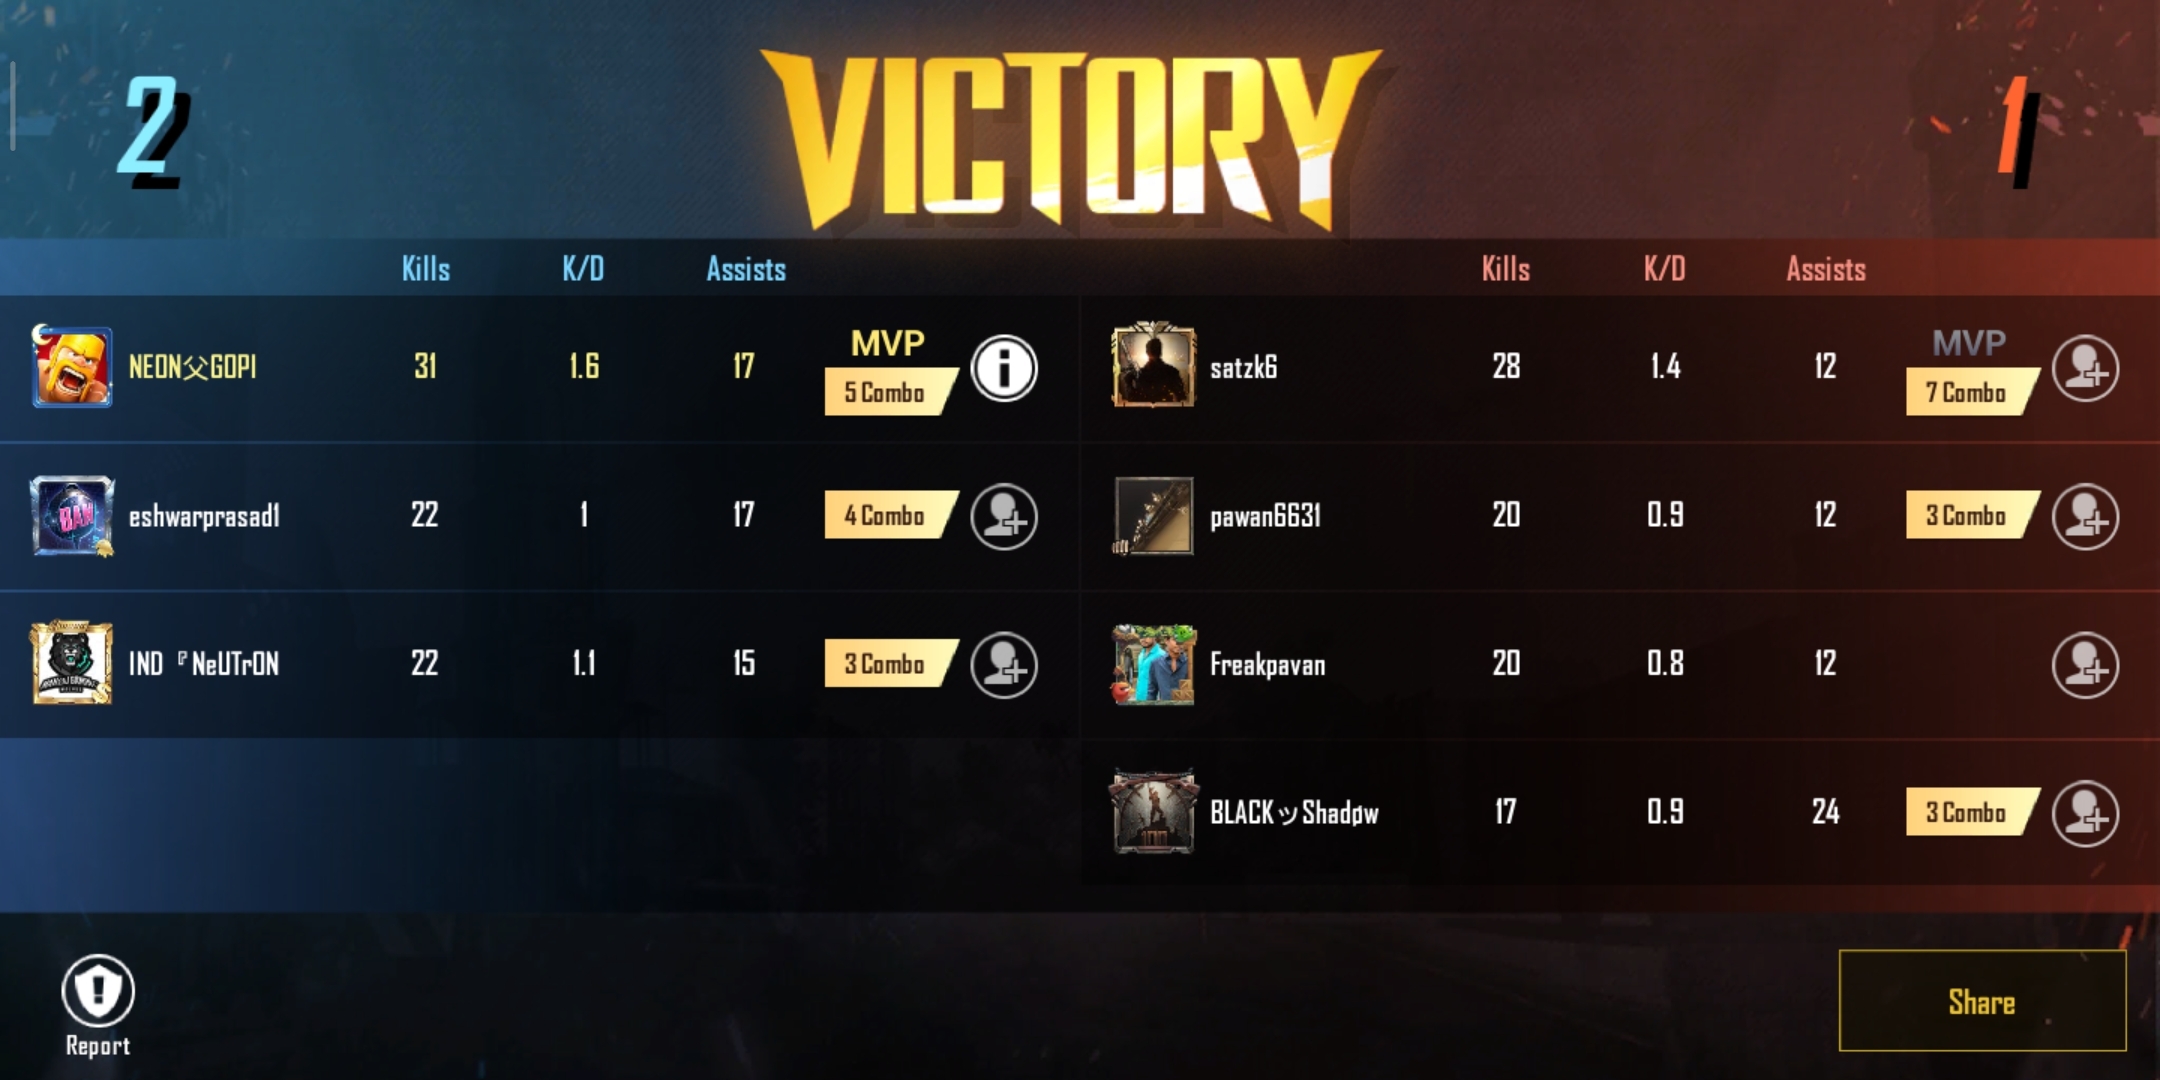 2 VICTORY 1
Kills K/D Assists Kills K/D Assists
NEON父GOPI 31 1.6 17 MVP 5 Combo
satzk6 28 1.4 12 MVP 7 Combo
eshwarprasad1 22 1 17 4 Combo
pawan6631 20 0.9 12 3 Combo
IND『NeUTrON 22 1.1 15 3 Combo
Freakpavan 20 0.8 12
BLACKッShadøw 17 0.9 24 3 Combo
Report
Share